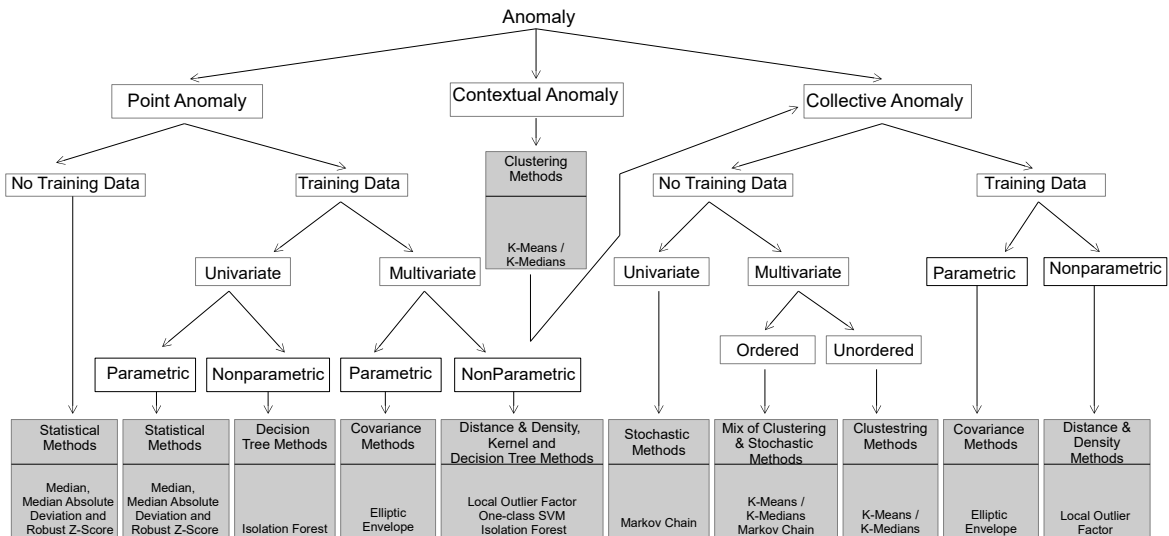 Anomaly
Point Anomaly
Contextual Anomaly
Collective Anomaly
No Training Data
Training Data
Clustering
Methods
K-Means /
K-Medians
No Training Data
Training Data
Univariate
Multivariate
Univariate
Multivariate
Parametric
Nonparametric
Parametric
Nonparametric
Parametric
NonParametric
Ordered
Unordered
Statistical
Methods
Median,
Median Absolute
Deviation and
Robust Z-Score
Statistical
Methods
Median,
Median Absolute
Deviation and
Robust Z-Score
Decision
Tree Methods
Isolation Forest
Covariance
Methods
Elliptic
Envelope
Distance & Density,
Kernel and
Decision Tree Methods
Local Outlier Factor
One-class SVM
Isolation Forest
Stochastic
Methods
Markov Chain
Mix of Clustering
& Stochastic
Methods
K-Means /
K-Medians
Markov Chain
Clustestring
Methods
K-Means /
K-Medians
Covariance
Methods
Elliptic
Envelope
Distance &
Density
Methods
Local Outlier
Factor